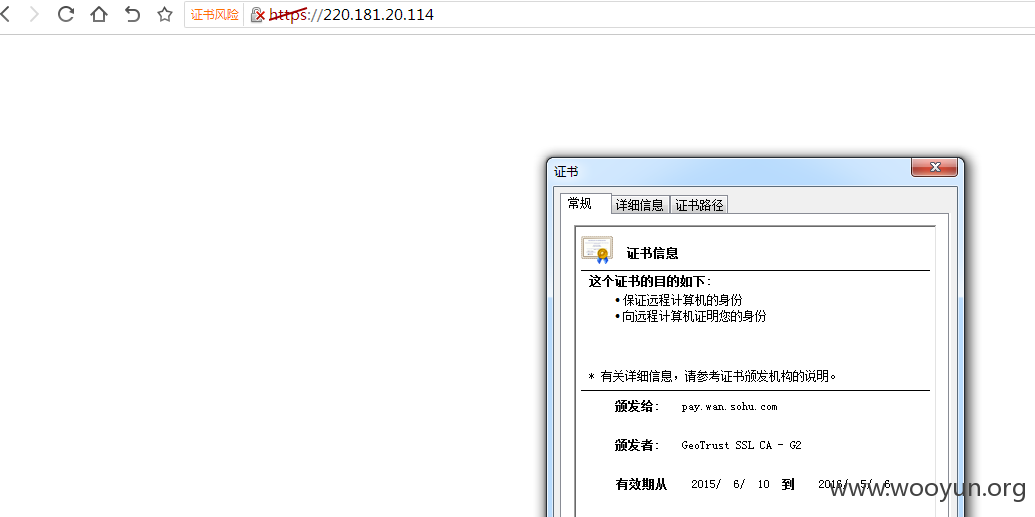 证书风险 https://220.181.20.114
证书
常规 详细信息 证书路径
证书信息
这个证书的目的如下:
• 保证远程计算机的身份
• 向远程计算机证明您的身份
* 有关详细信息，请参考证书颁发机构的说明。
颁发给: pay.wan.sohu.com
颁发者: GeoTrust SSL CA - G2
有效期从 2015/ 6/ 10 到 2016/ 5/ 6
www.wooyun.org